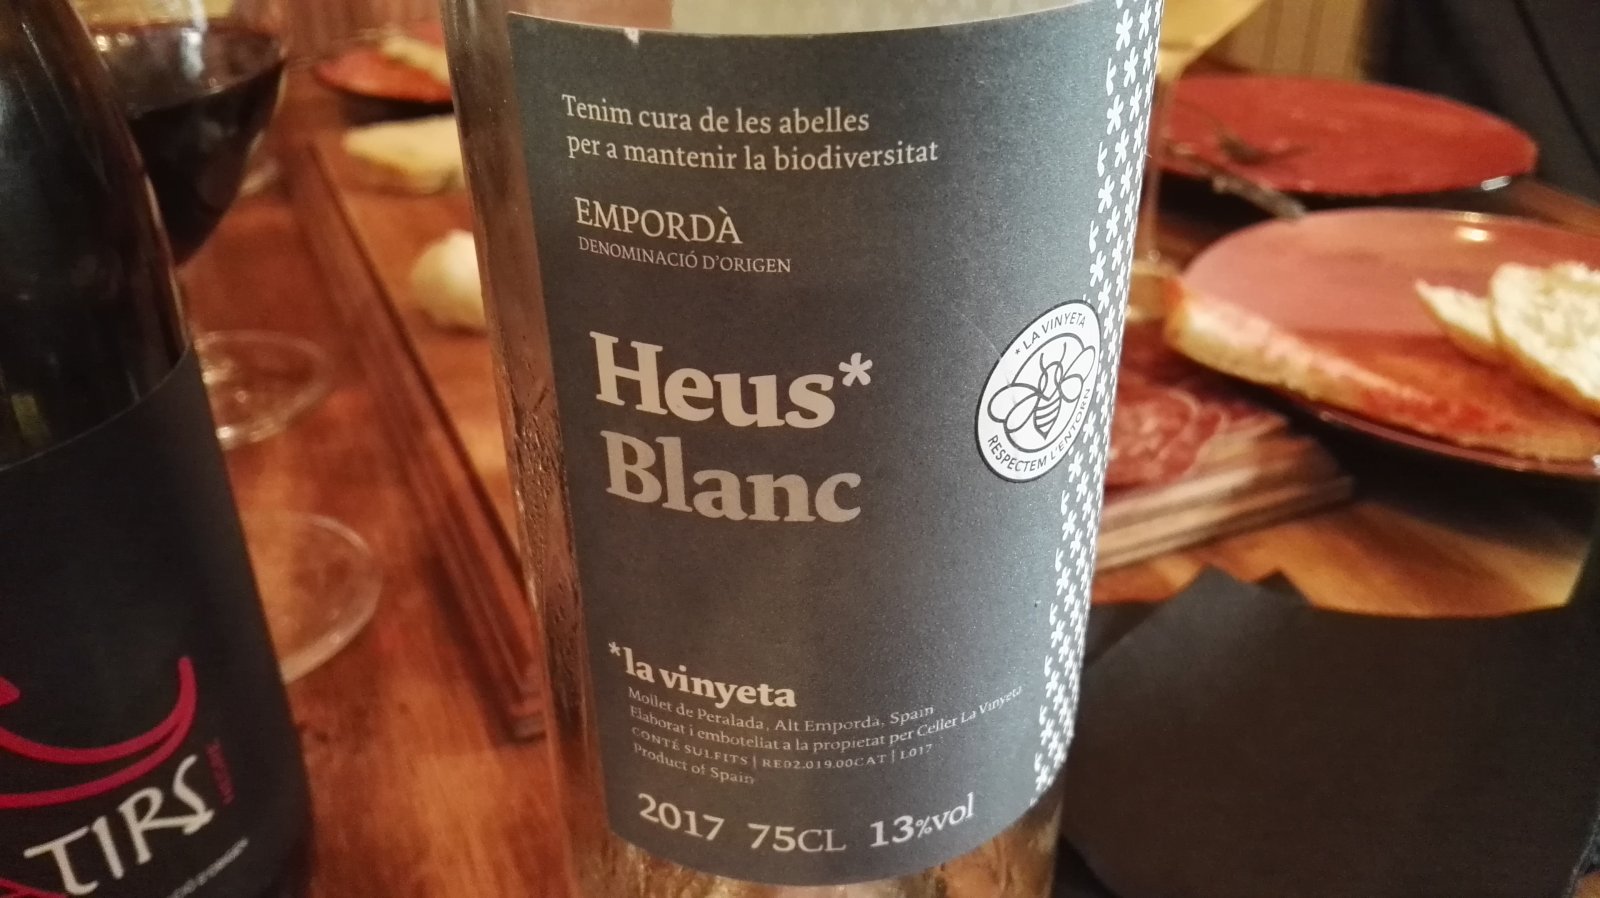 Tenim cura de les abelles
per a mantenir la biodiversitat
EMPORDÀ
DENOMINACIÓ D'ORIGEN
Heus*
Blanc
* LA VINYETA
RESPECTEM L'ENTORN
*la vinyeta
Mollet de Peralada, Alt Empordà, Spain
Elaborat i embotellat a la propietat per Celler La Vinyeta
CONTÉ SULFITS | RE02.019.00CAT | L017
Product of Spain
2017 75CL 13%vol
TIRS